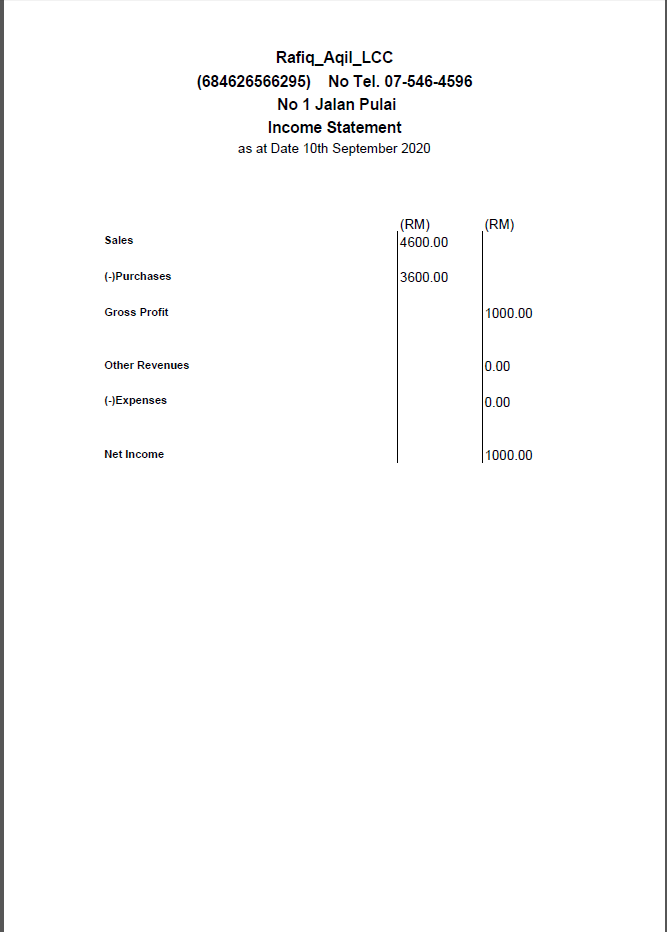 Rafiq_Aqil_LCC
(684626566295) No Tel. 07-546-4596
No 1 Jalan Pulai
Income Statement
as at Date 10th September 2020
(RM) (RM)
Sales 4600.00
(-)Purchases 3600.00
Gross Profit 1000.00
Other Revenues 0.00
(-)Expenses 0.00
Net Income 1000.00